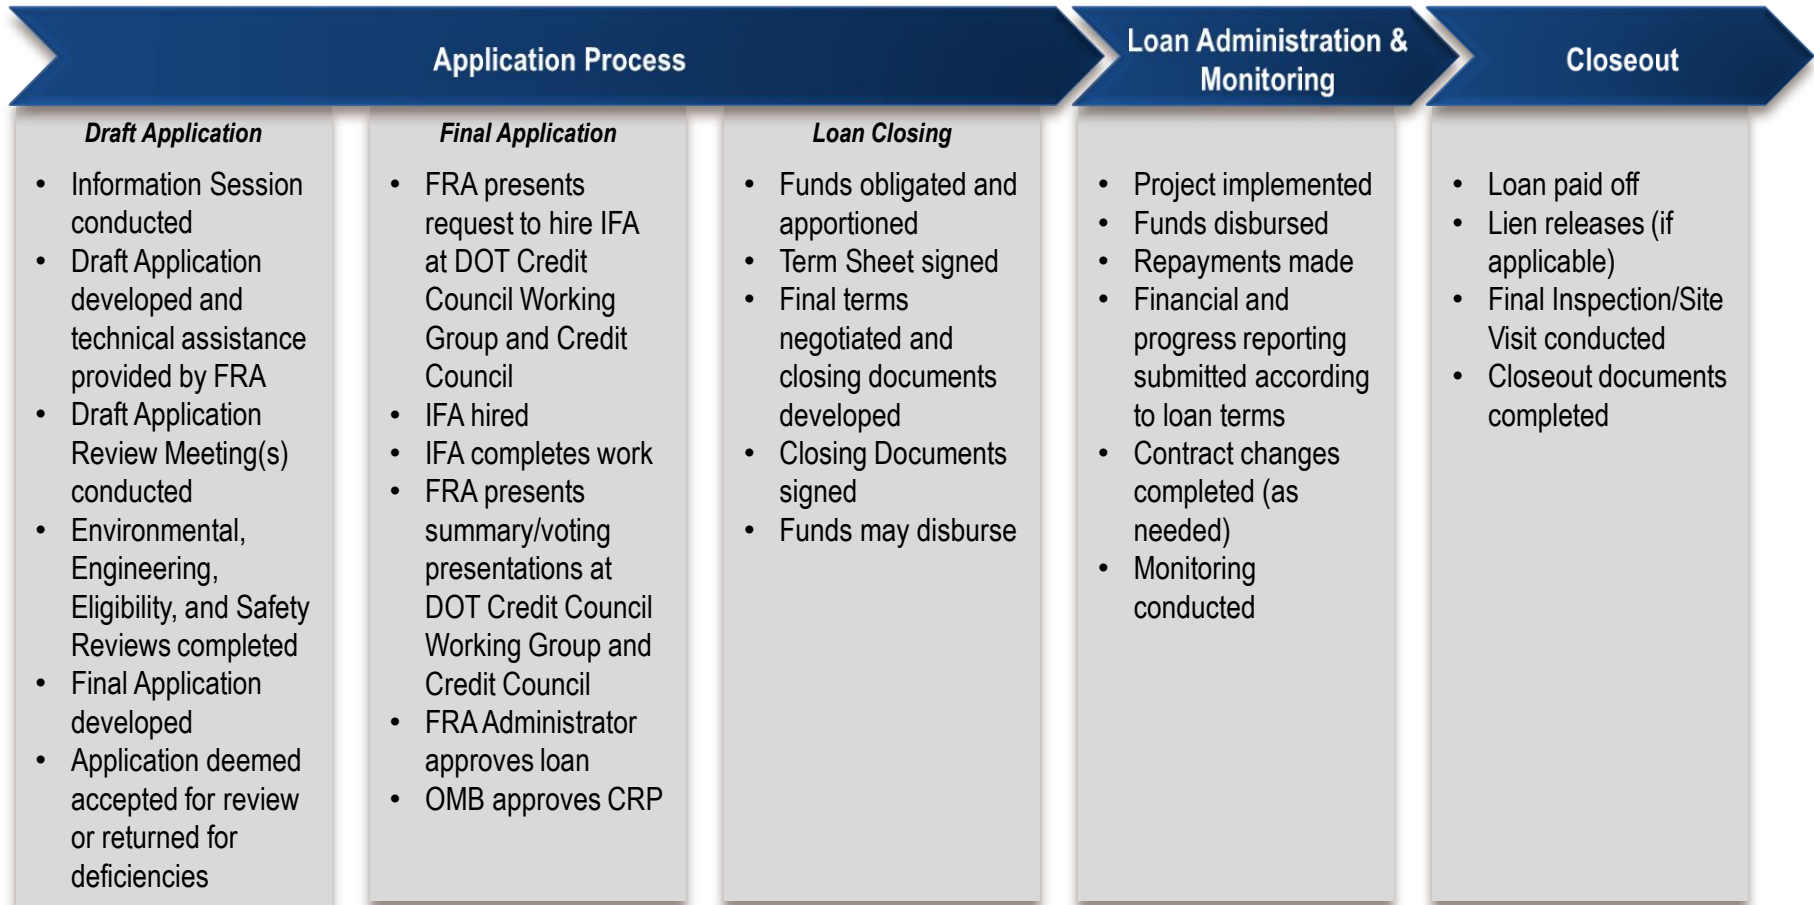 Application Process
Loan Administration &
Monitoring
Closeout
Draft Application
• Information Session
conducted
• Draft Application
developed and
technical assistance
provided by FRA
• Draft Application
Review Meeting(s)
conducted
• Environmental,
Engineering,
Eligibility, and Safety
Reviews completed
• Final Application
developed
• Application deemed
accepted for review
or returned for
deficiencies
Final Application
• FRA presents
request to hire IFA
at DOT Credit
Council Working
Group and Credit
Council
• IFA hired
• IFA completes work
• FRA presents
summary/voting
presentations at
DOT Credit Council
Working Group and
Credit Council
• FRA Administrator
approves loan
• OMB approves CRP
Loan Closing
• Funds obligated and
apportioned
• Term Sheet signed
• Final terms
negotiated and
closing documents
developed
• Closing Documents
signed
• Funds may disburse
• Project implemented
• Funds disbursed
• Repayments made
• Financial and
progress reporting
submitted according
to loan terms
• Contract changes
completed (as
needed)
• Monitoring
conducted
• Loan paid off
• Lien releases (if
applicable)
• Final Inspection/Site
Visit conducted
• Closeout documents
completed